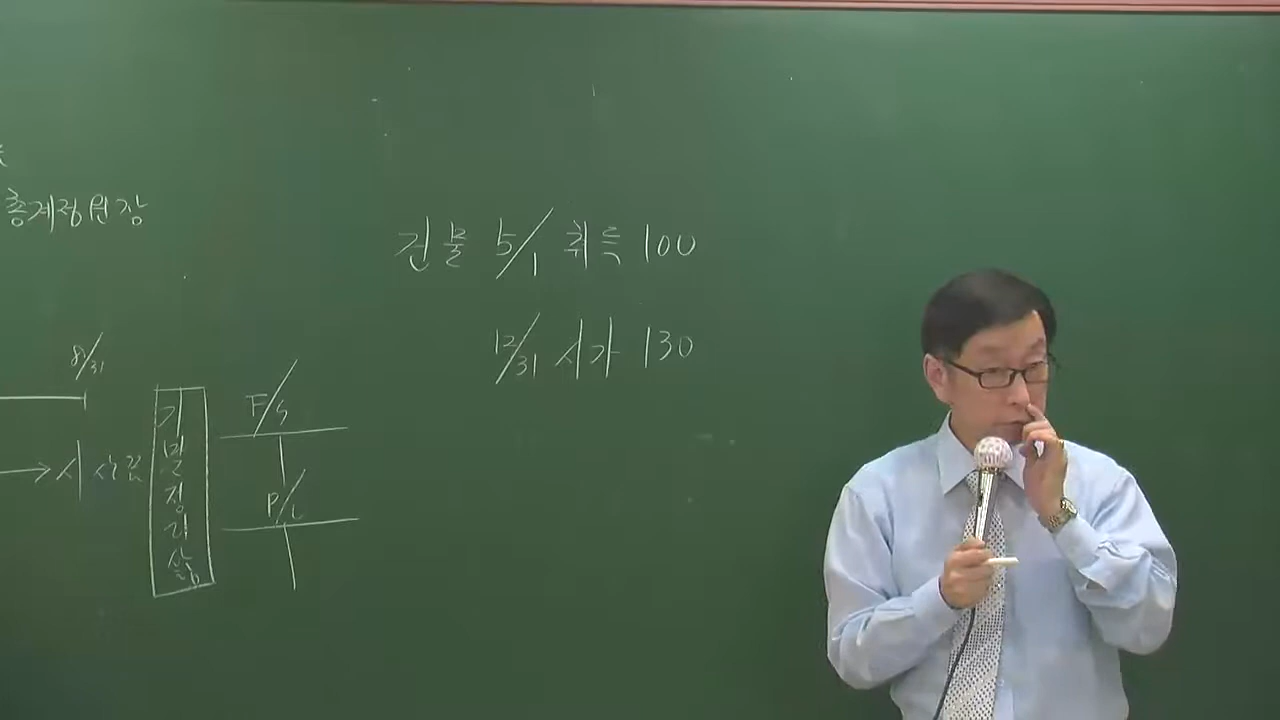 총계정원장
건물 5/1 취득 100
12/31 시가 130
8/31
F/S
시산표
기말정리사항
P/L